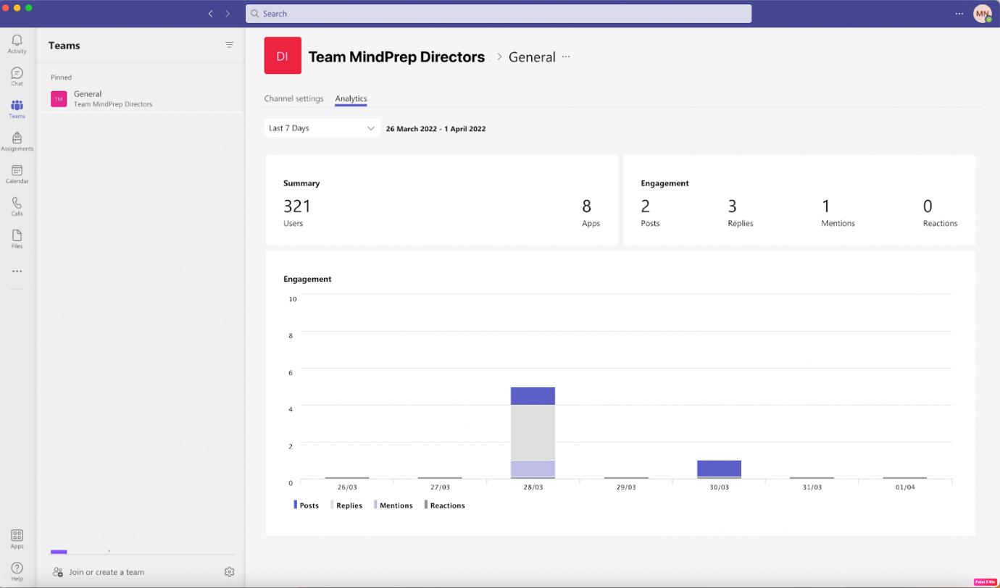 Search
MN
Activity
Chat
Teams
Assignments
Calendar
Calls
Files
Apps
Help
Teams
Pinned
TM
General
Team MindPrep Directors
Join or create a team
DI
Team MindPrep Directors > General
Channel settings Analytics
Last 7 Days 26 March 2022 - 1 April 2022
Summary
321 8
Users Apps
Engagement
2 3 1 0
Posts Replies Mentions Reactions
Engagement
10
8
6
4
2
0
26/03 27/03 28/03 29/03 30/03 31/03 01/04
Posts Replies Mentions Reactions